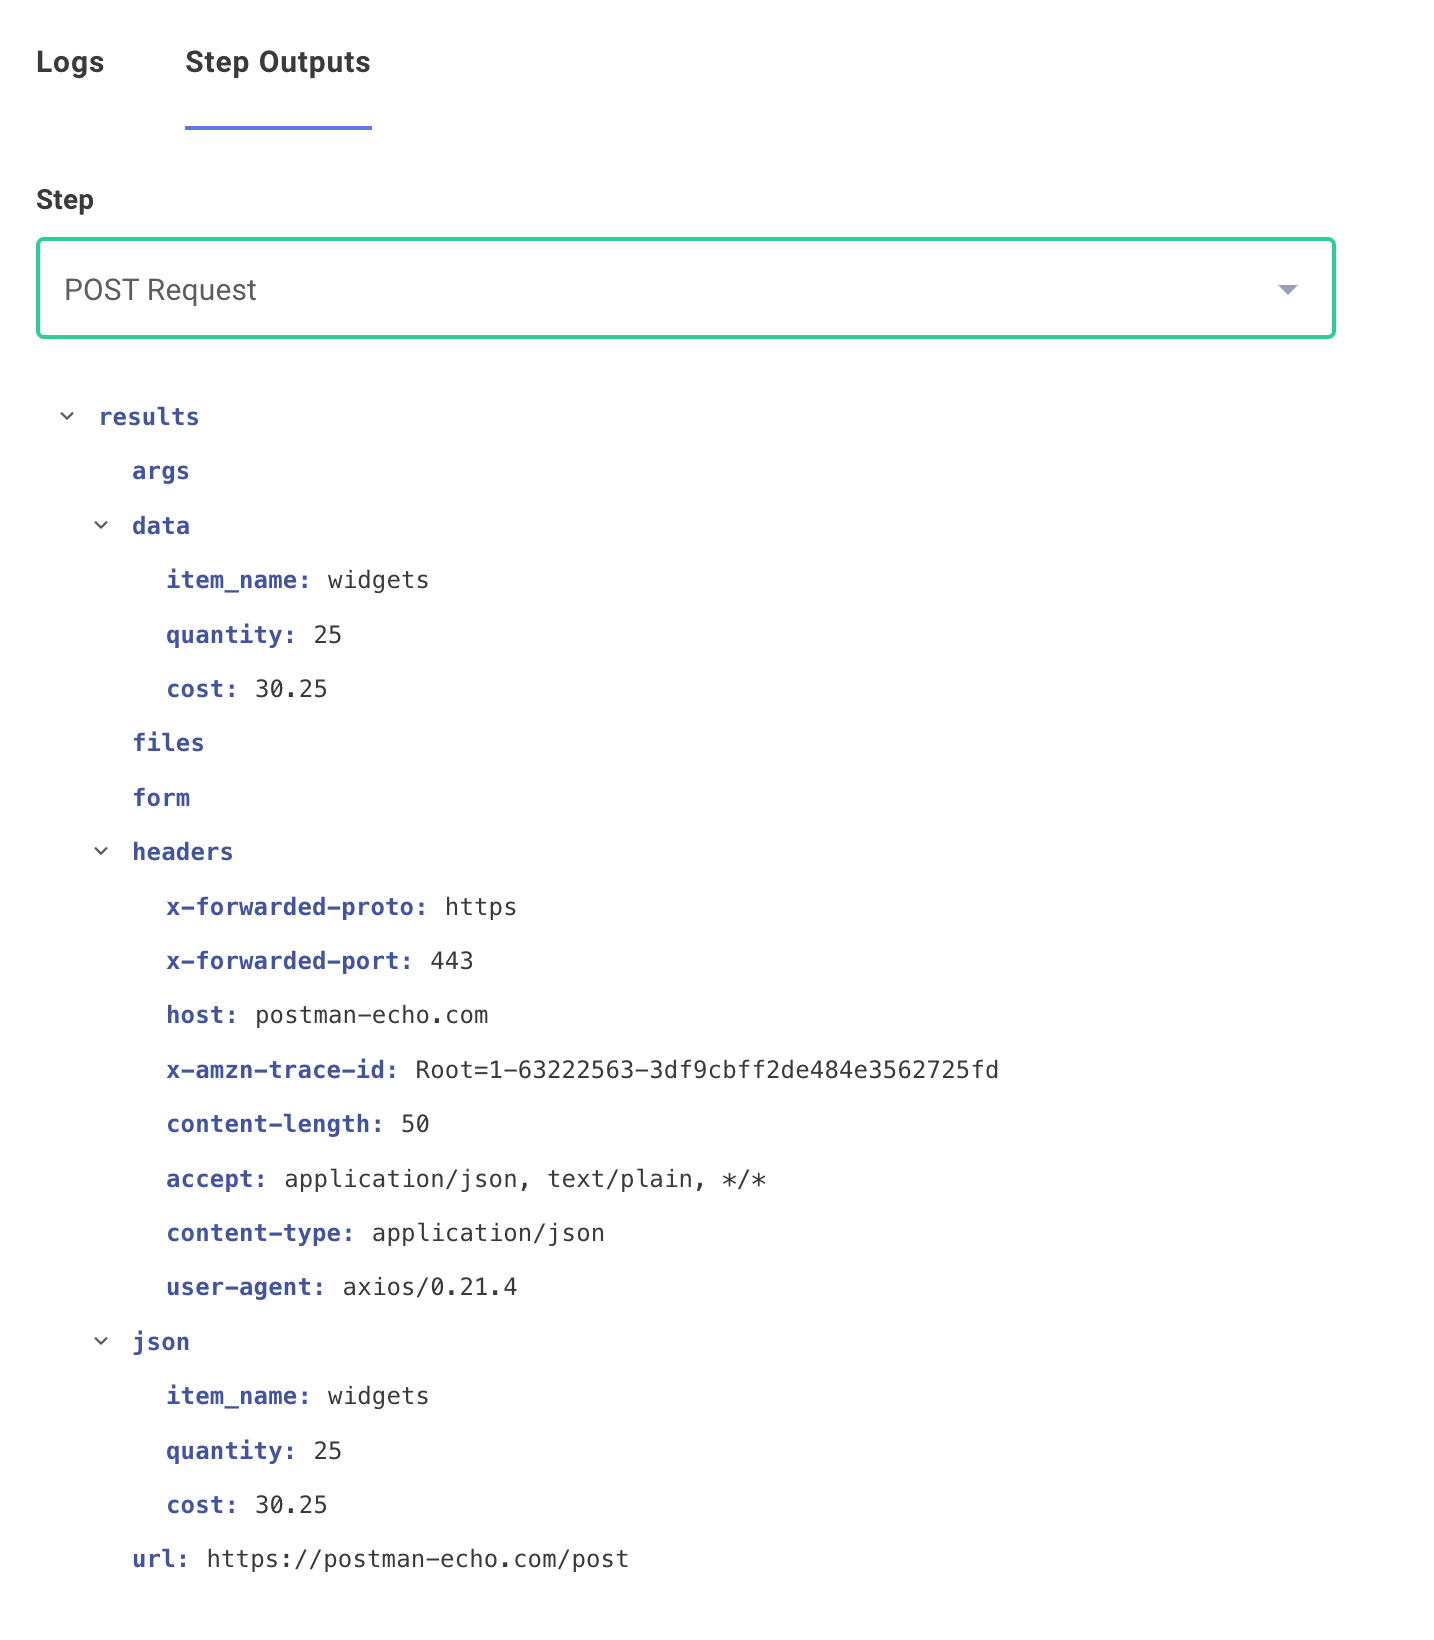 Logs Step Outputs
Step
POST Request
results
args
data
item_name: widgets
quantity: 25
cost: 30.25
files
form
headers
x-forwarded-proto: https
x-forwarded-port: 443
host: postman-echo.com
x-amzn-trace-id: Root=1-63222563-3df9cbff2de484e3562725fd
content-length: 50
accept: application/json, text/plain, */*
content-type: application/json
user-agent: axios/0.21.4
json
item_name: widgets
quantity: 25
cost: 30.25
url: https://postman-echo.com/post